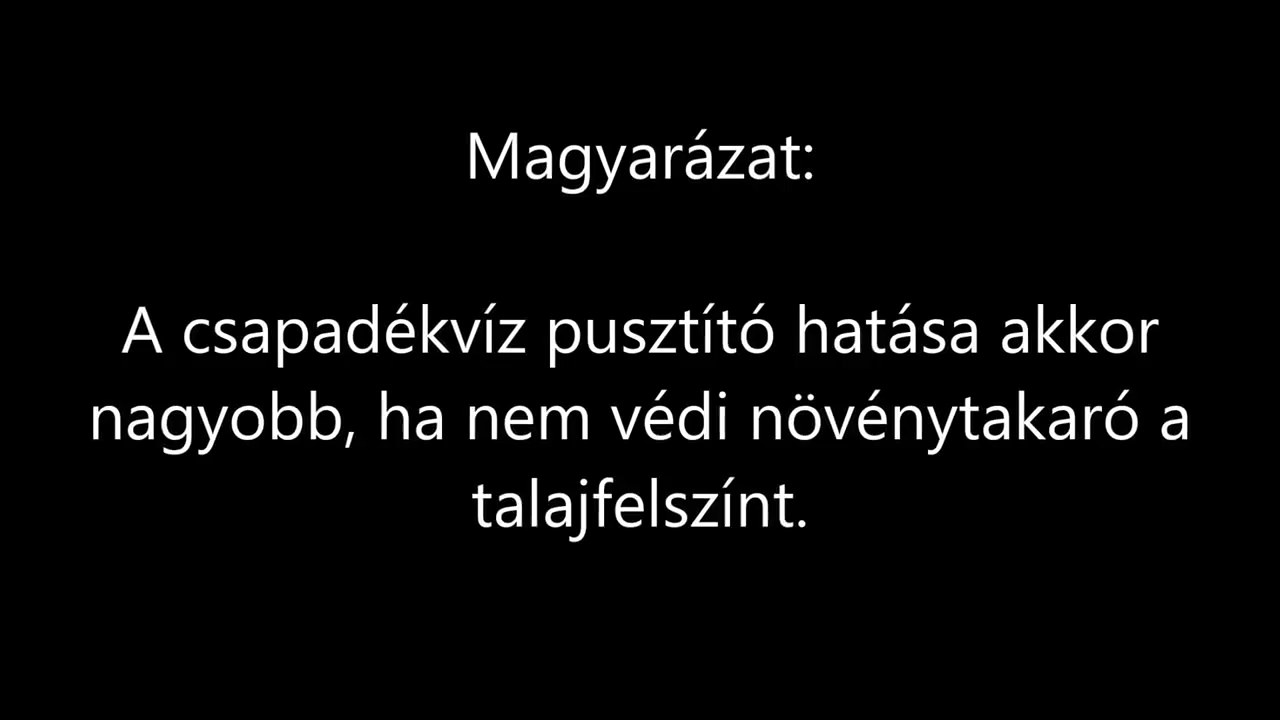 Magyarázat:
A csapadékvíz pusztító hatása akkor
nagyobb, ha nem védi növénytakaró a
talajfelszínt.